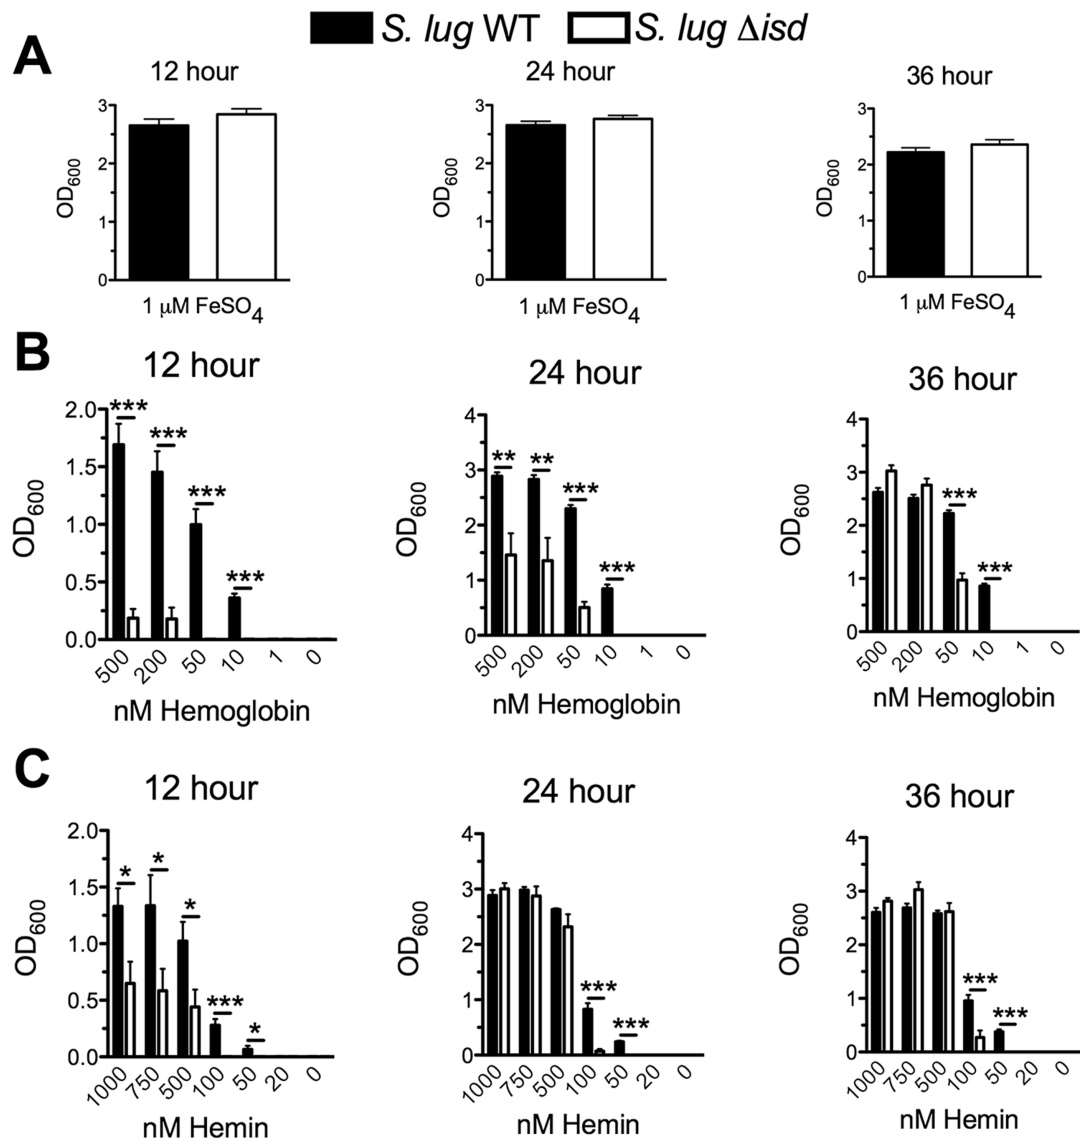 S. lug WT S. lug Δisd
A
12 hour 24 hour 36 hour
3 2 1 0 OD600
1 μM FeSO4
3 2 1 0 OD600
1 μM FeSO4
3 2 1 0 OD600
1 μM FeSO4
B
12 hour 24 hour 36 hour
2.0 1.5 1.0 0.5 0.0 OD600
*** *** *** ***
500 200 50 10 1 0
nM Hemoglobin
4 3 2 1 0 OD600
** ** *** ***
500 200 50 10 1 0
nM Hemoglobin
4 3 2 1 0 OD600
*** ***
500 200 50 10 1 0
nM Hemoglobin
C
12 hour 24 hour 36 hour
2.0 1.5 1.0 0.5 0.0 OD600
* * * *** *
1000 750 500 100 50 20 0
nM Hemin
4 3 2 1 0 OD600
*** ***
1000 750 500 100 50 20 0
nM Hemin
4 3 2 1 0 OD600
*** ***
1000 750 500 100 50 20 0
nM Hemin